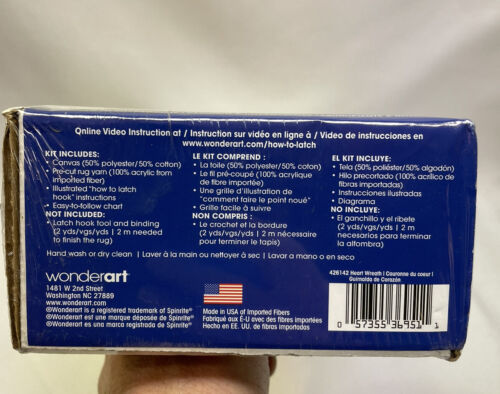 Online Video Instruction at / Instruction sur vidéo en ligne à / Video de instrucciones en
www.wonderart.com/how-to-latch
KIT INCLUDES:
• Canvas (50% polyester/50% cotton)
• Pre-cut rug yarn (100% acrylic from
imported fiber)
• Illustrated "how to latch
hook" instructions
• Easy-to-follow chart
NOT INCLUDED:
• Latch hook tool and binding
(2 yds/vgs/yds | 2 m needed
to finish the rug)
LE KIT COMPREND :
• La toile (50% polyester/50% coton)
• Le fil pré-coupé (100% acrylique
de fibre importée)
• Une grille d'illustration de
"comment faire le point noué"
• Grille facile à suivre
NON COMPRIS :
• Le crochet et la bordure
(2 yds/vgs/yds | 2 m nécessaire
pour terminer le tapis)
EL KIT INCLUYE:
• Tela (50% poliéster/50% algodón)
• Hilo precortado (100% acrílico de
fibras importadas)
• Instrucciones ilustradas
• Diagrama
NO INCLUYE:
• El ganchillo y el ribete
(2 yds/vgs/yds | 2 m
necesarios para terminar
la alfombra)
Hand wash or dry clean | Laver à la main ou nettoyer à sec | Lavar a mano o en seco
wonderart
1481 W 2nd Street
Washington NC 27889
www.wonderart.com
®Wonderart is a registered trademark of Spinrite®
®Wonderart est une marque déposée de Spinrite®
®Wonderart es una marca registrada de Spinrite®
Made in USA of Imported Fibers
Fabriqué aux É-U avec des fibres importées
Hecho en EE. UU. de fibras importadas
426142 Heart Wreath | Couronne du coeur |
Guirnalda de Corazón
0 57355 36951 1